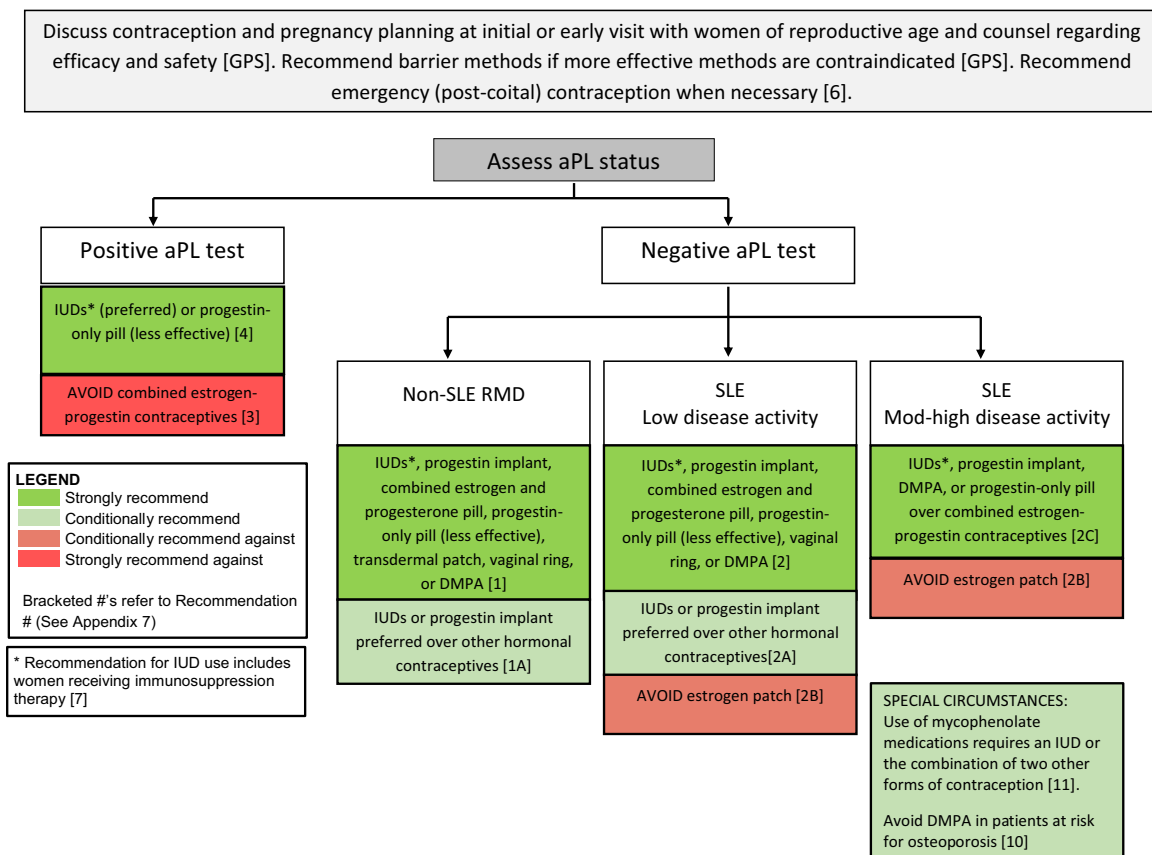 Discuss contraception and pregnancy planning at initial or early visit with women of reproductive age and counsel regarding
efficacy and safety [GPS]. Recommend barrier methods if more effective methods are contraindicated [GPS]. Recommend
emergency (post-coital) contraception when necessary [6].
Assess aPL status
Positive aPL test
IUDs* (preferred) or progestin-
only pill (less effective) [4]
AVOID combined estrogen-
progestin contraceptives [3]
Negative aPL test
Non-SLE RMD
IUDs*, progestin implant,
combined estrogen and
progesterone pill, progestin-
only pill (less effective),
transdermal patch, vaginal ring,
or DMPA [1]
IUDs or progestin implant
preferred over other hormonal
contraceptives [1A]
SLE
Low disease activity
IUDs*, progestin implant,
combined estrogen and
progesterone pill, progestin-
only pill (less effective), vaginal
ring, or DMPA [2]
IUDs or progestin implant
preferred over other hormonal
contraceptives[2A]
AVOID estrogen patch [2B]
SLE
Mod-high disease activity
IUDs*, progestin implant,
DMPA, or progestin-only pill
over combined estrogen-
progestin contraceptives [2C]
AVOID estrogen patch [2B]
LEGEND
Strongly recommend
Conditionally recommend
Conditionally recommend against
Strongly recommend against
Bracketed #'s refer to Recommendation
# (See Appendix 7)
* Recommendation for IUD use includes
women receiving immunosuppression
therapy [7]
SPECIAL CIRCUMSTANCES:
Use of mycophenolate
medications requires an IUD or
the combination of two other
forms of contraception [11].
Avoid DMPA in patients at risk
for osteoporosis [10]